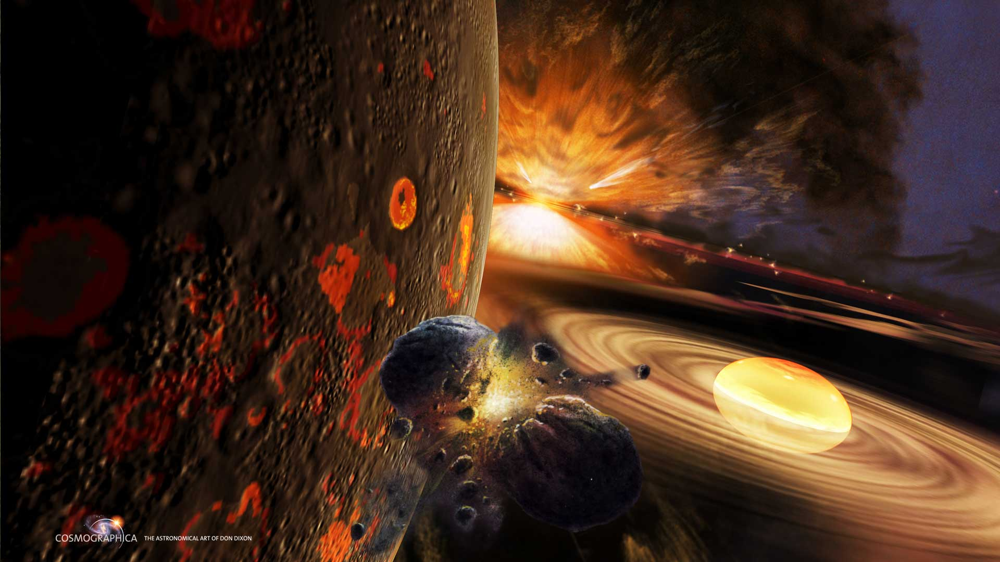 COSMOGRAPHICA THE ASTRONOMICAL ART OF DON DIXON